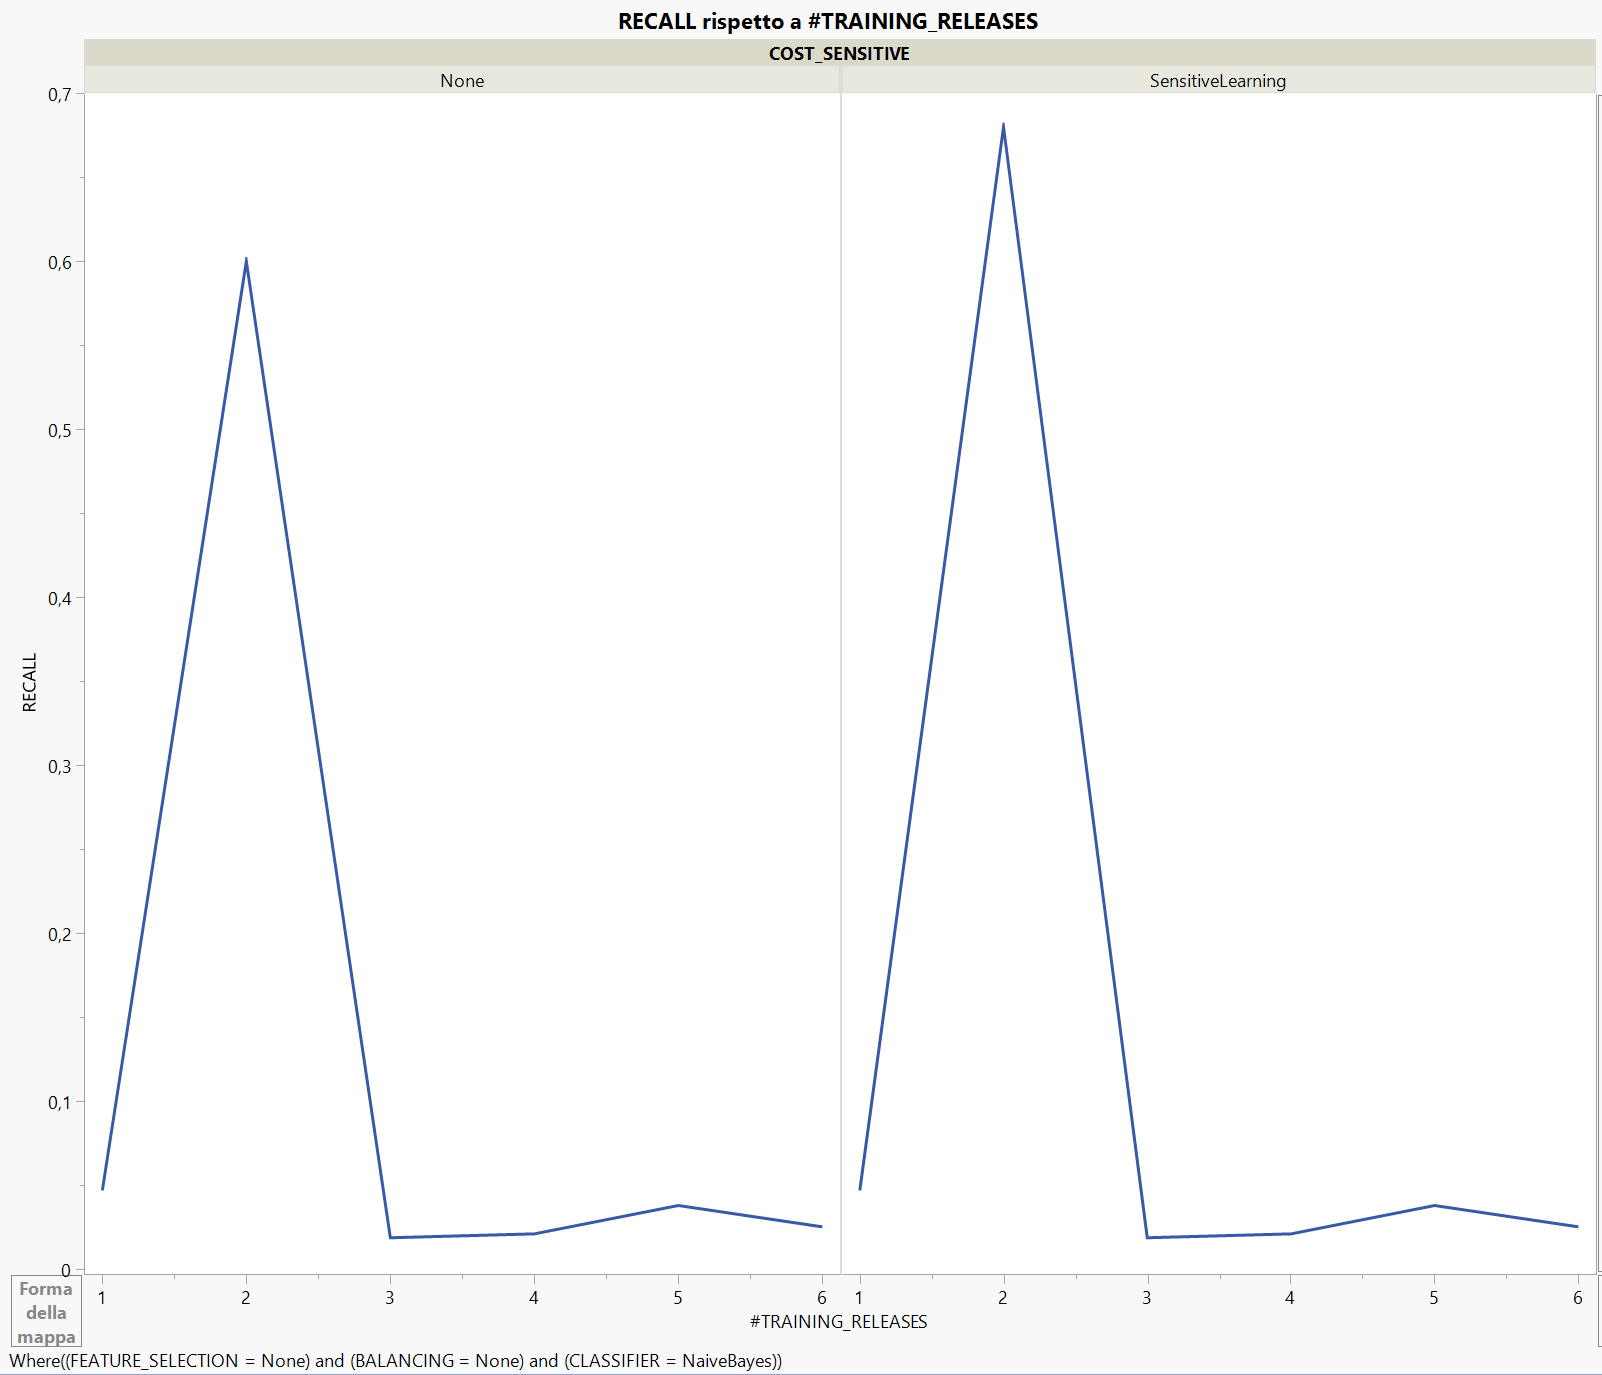 RECALL rispetto a #TRAINING_RELEASES
COST_SENSITIVE
None
SensitiveLearning
0,7
0,6
0,5
0,4
0,3
0,2
0,1
0
RECALL
1 2 3 4 5 6
1 2 3 4 5 6
#TRAINING_RELEASES
Forma
della
mappa
Where((FEATURE_SELECTION = None) and (BALANCING = None) and (CLASSIFIER = NaiveBayes))